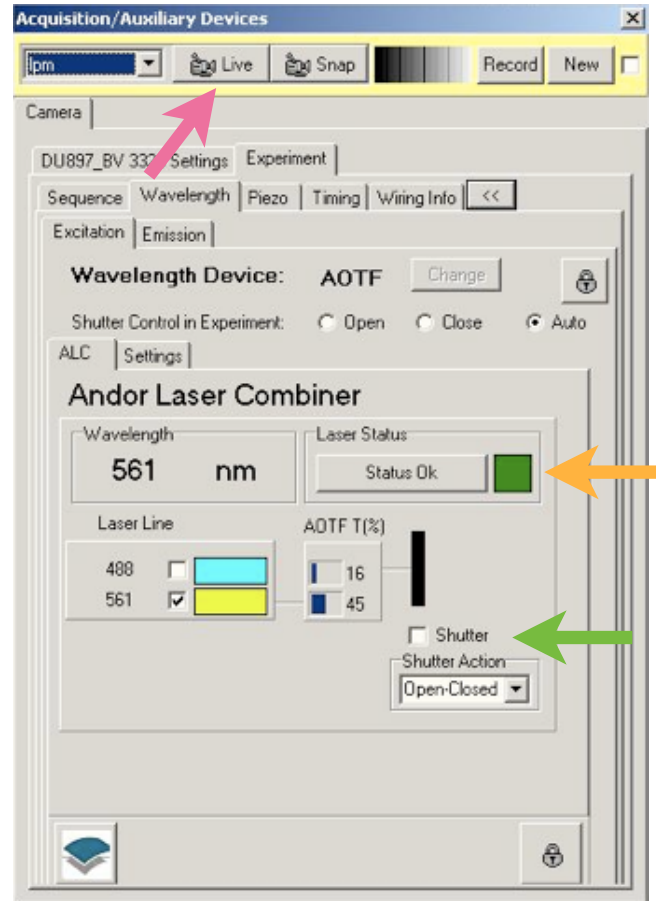 Acquisition/Auxiliary Devices
lpm Live Snap Record New
Camera
DU897_BV 332 Settings Experiment
Sequence Wavelength Piezo Timing Wiring Info <<
Excitation Emission
Wavelength Device: AOTF Change
Shutter Control in Experiment: Open Close Auto
ALC Settings
Andor Laser Combiner
Wavelength Laser Status
561 nm Status Ok
Laser Line AOTF T(%)
488 16
561 45
Shutter
Shutter Action
Open-Closed